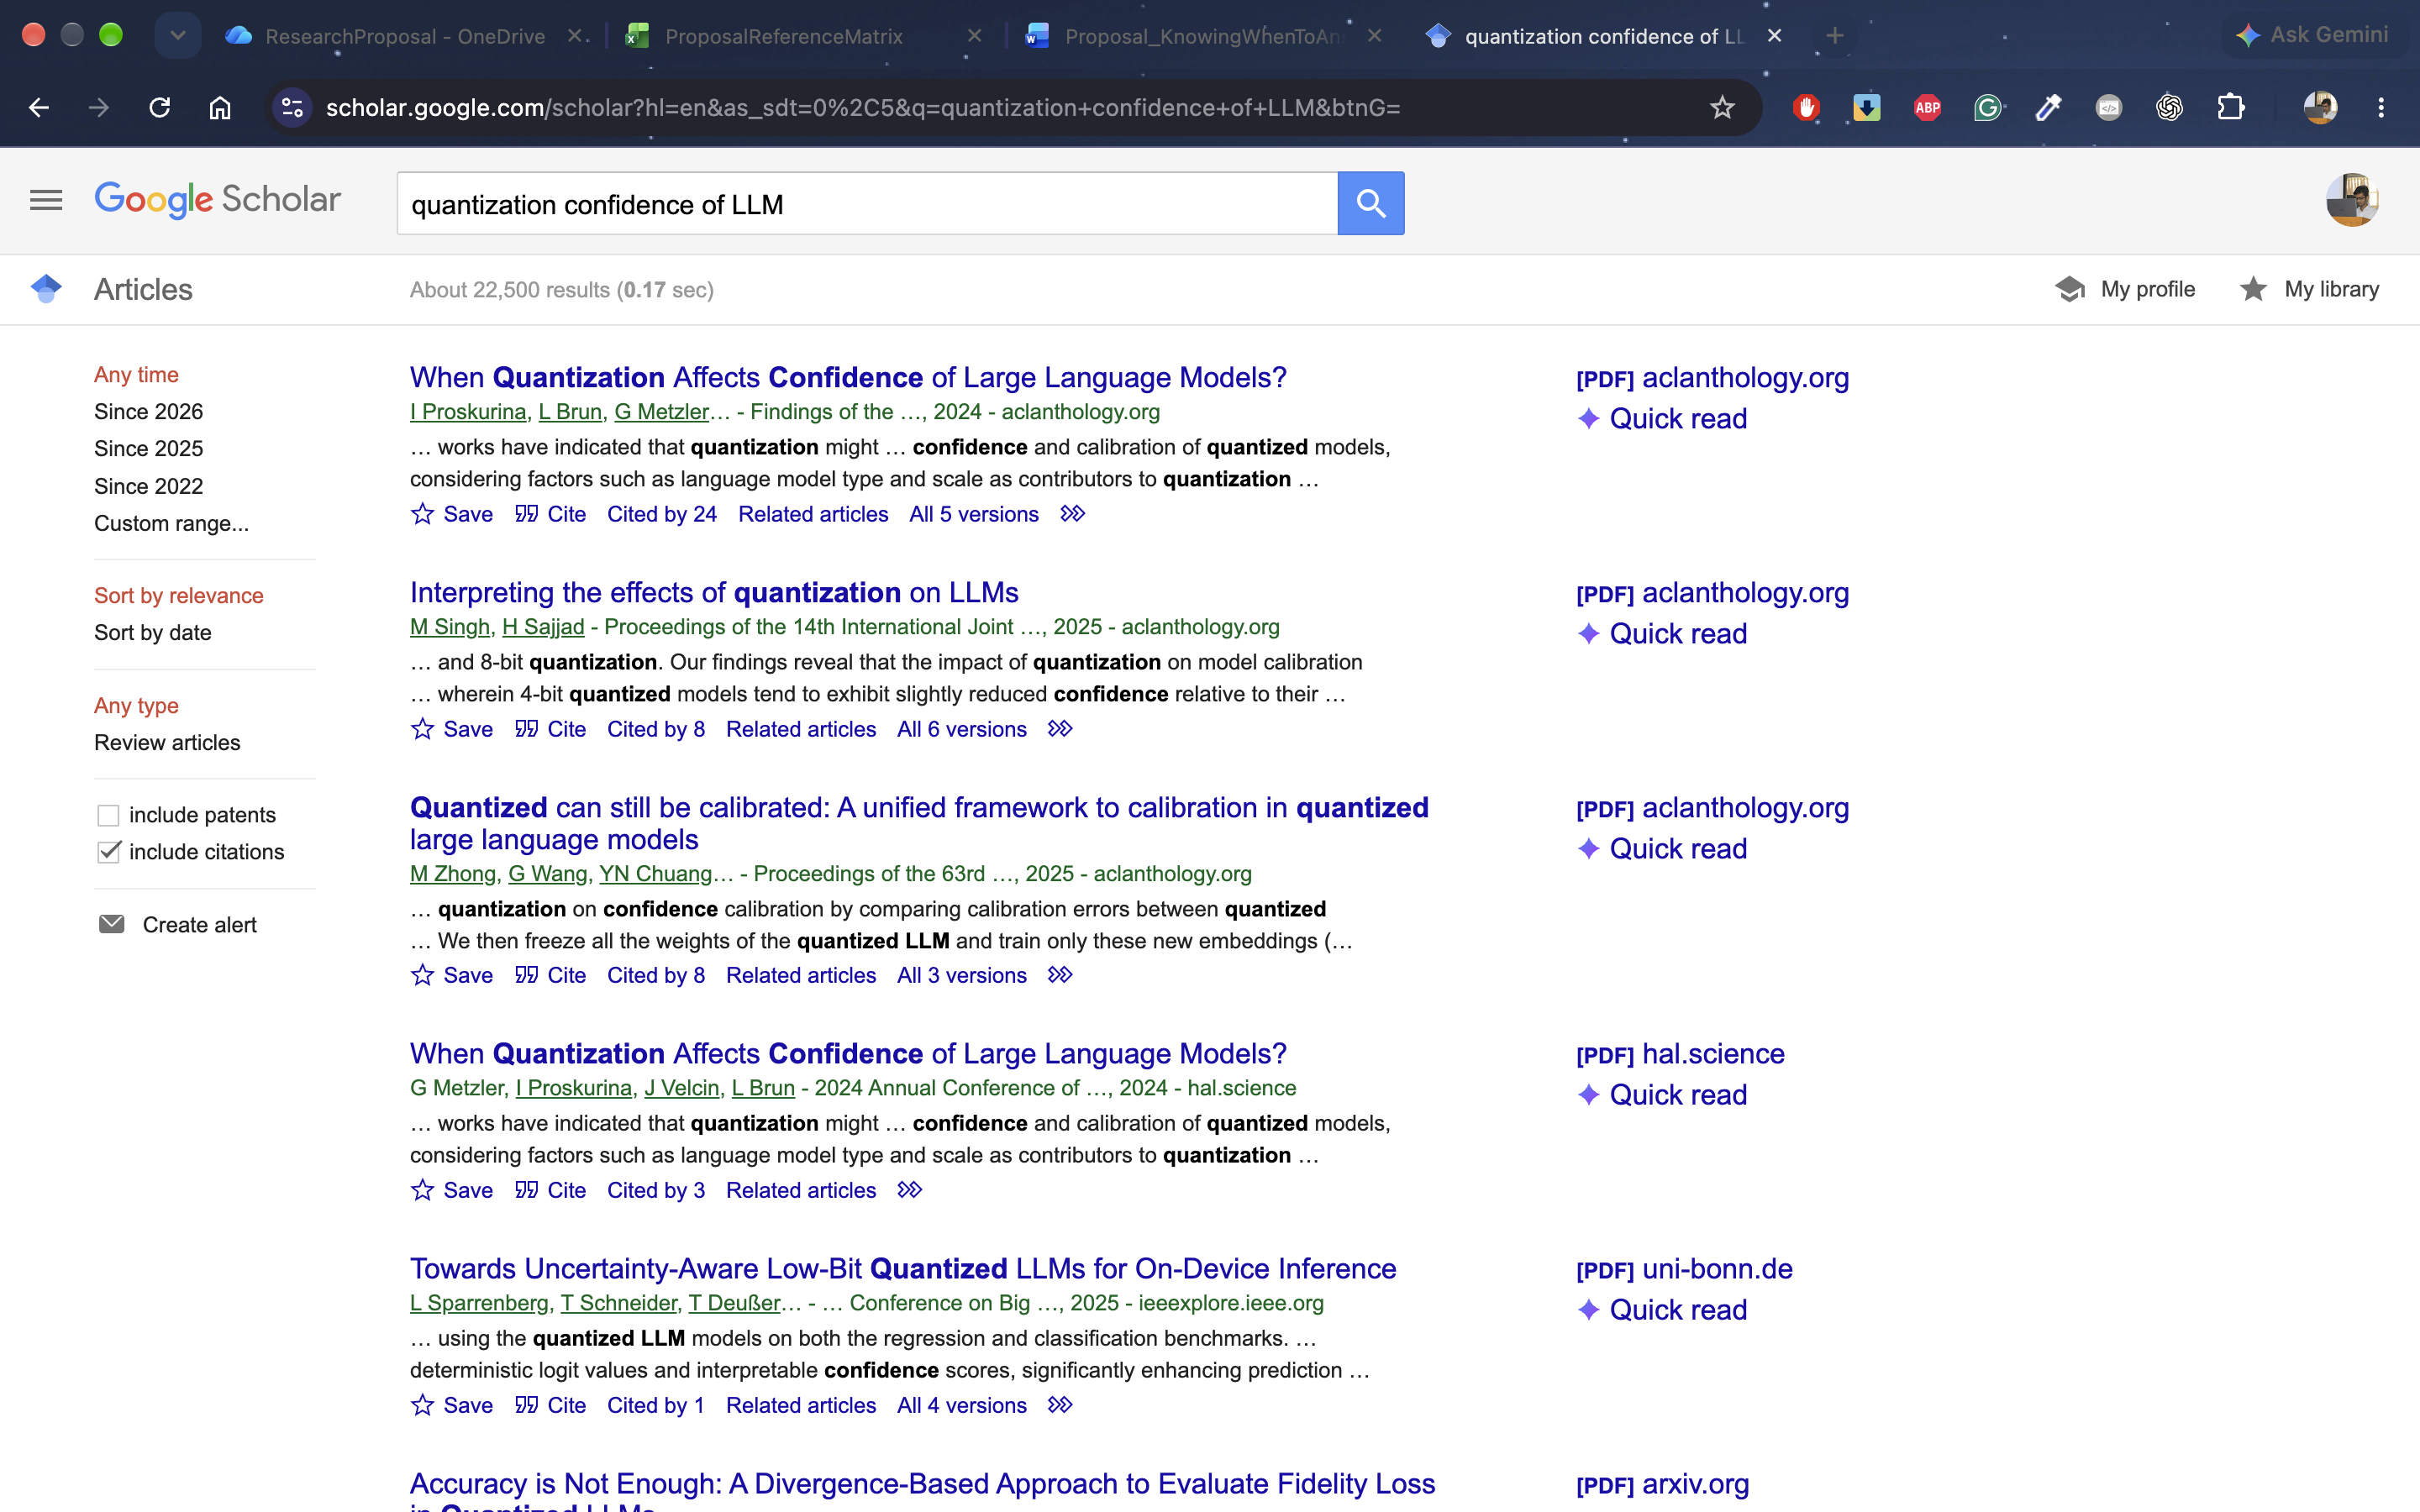 ResearchProposal - OneDrive
ProposalReferenceMatrix
Proposal_KnowingWhenToAn
quantization confidence of LL
Ask Gemini
scholar.google.com/scholar?hl=en&as_sdt=0%2C5&q=quantization+confidence+of+LLM&btnG=
ABP
Google Scholar
quantization confidence of LLM
Articles
About 22,500 results (0.17 sec)
My profile
My library
Any time
Since 2026
Since 2025
Since 2022
Custom range...
Sort by relevance
Sort by date
Any type
Review articles
include patents
include citations
Create alert
When Quantization Affects Confidence of Large Language Models?
I Proskurina, L Brun, G Metzler… - Findings of the …, 2024 - aclanthology.org
… works have indicated that quantization might … confidence and calibration of quantized models,
considering factors such as language model type and scale as contributors to quantization …
Save Cite Cited by 24 Related articles All 5 versions
[PDF] aclanthology.org
Quick read
Interpreting the effects of quantization on LLMs
M Singh, H Sajjad - Proceedings of the 14th International Joint …, 2025 - aclanthology.org
… and 8-bit quantization. Our findings reveal that the impact of quantization on model calibration
… wherein 4-bit quantized models tend to exhibit slightly reduced confidence relative to their …
Save Cite Cited by 8 Related articles All 6 versions
[PDF] aclanthology.org
Quick read
Quantized can still be calibrated: A unified framework to calibration in quantized
large language models
M Zhong, G Wang, YN Chuang… - Proceedings of the 63rd …, 2025 - aclanthology.org
… quantization on confidence calibration by comparing calibration errors between quantized
… We then freeze all the weights of the quantized LLM and train only these new embeddings (…
Save Cite Cited by 8 Related articles All 3 versions
[PDF] aclanthology.org
Quick read
When Quantization Affects Confidence of Large Language Models?
G Metzler, I Proskurina, J Velcin, L Brun - 2024 Annual Conference of …, 2024 - hal.science
… works have indicated that quantization might … confidence and calibration of quantized models,
considering factors such as language model type and scale as contributors to quantization …
Save Cite Cited by 3 Related articles
[PDF] hal.science
Quick read
Towards Uncertainty-Aware Low-Bit Quantized LLMs for On-Device Inference
L Sparrenberg, T Schneider, T Deußer… - … Conference on Big …, 2025 - ieeexplore.ieee.org
… using the quantized LLM models on both the regression and classification benchmarks. …
deterministic logit values and interpretable confidence scores, significantly enhancing prediction …
Save Cite Cited by 1 Related articles All 4 versions
[PDF] uni-bonn.de
Quick read
Accuracy is Not Enough: A Divergence-Based Approach to Evaluate Fidelity Loss
in Quantized LLMs
[PDF] arxiv.org